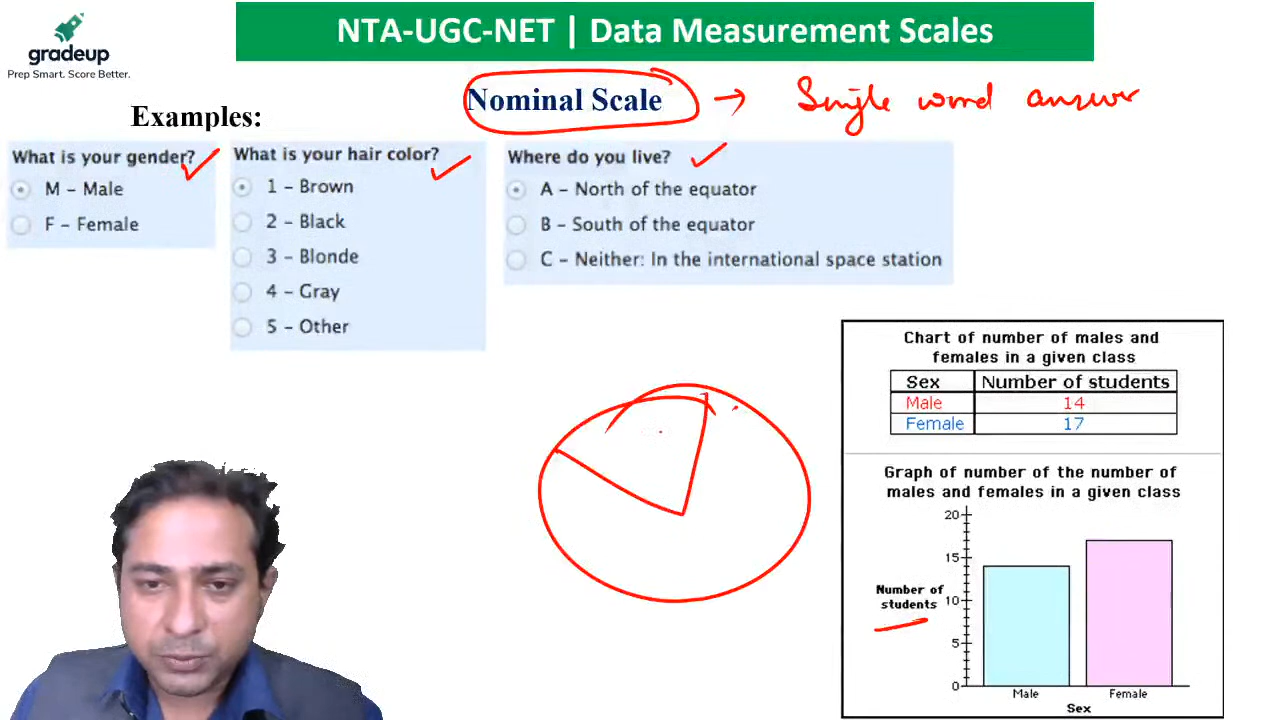 gradeup
Prep Smart. Score Better.
NTA-UGC-NET | Data Measurement Scales
Nominal Scale → Single word answer
Examples:
What is your gender?
M – Male
F – Female
What is your hair color?
1 – Brown
2 – Black
3 – Blonde
4 – Gray
5 – Other
Where do you live?
A – North of the equator
B – South of the equator
C – Neither: In the international space station
Chart of number of males and
females in a given class
Sex Number of students
Male 14
Female 17
Graph of number of the number of
males and females in a given class
20
Number of
students
10
5
0
Male Female
Sex